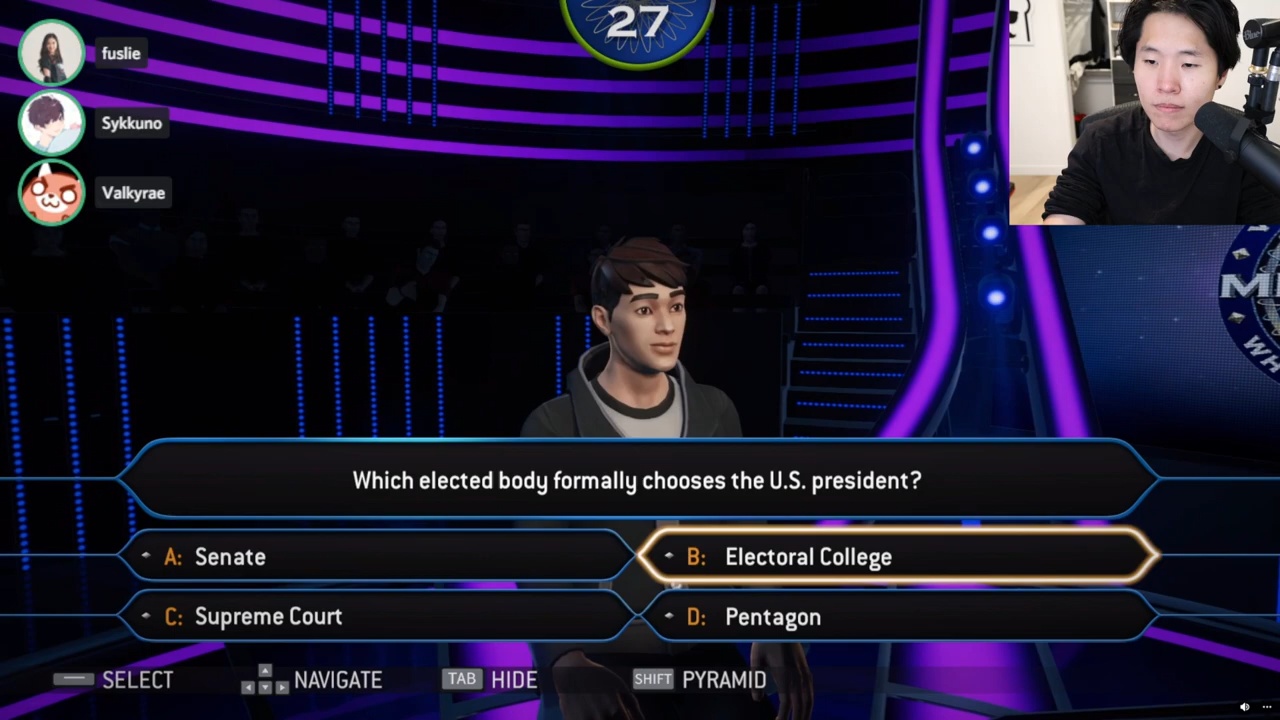 27
fuslie
Sykkuno
Valkyrae
Which elected body formally chooses the U.S. president?
A: Senate
B: Electoral College
C: Supreme Court
D: Pentagon
SELECT
NAVIGATE
TAB HIDE
SHIFT PYRAMID